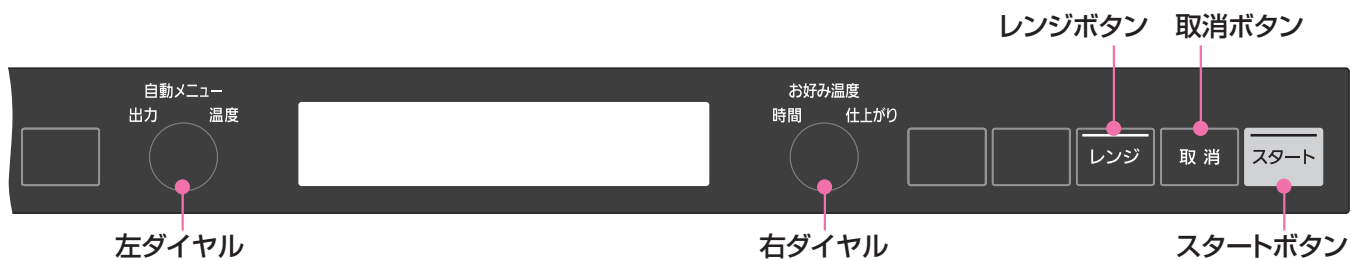 レンジボタン 取消ボタン
自動メニュー
出力 温度
お好み温度
時間 仕上がり
レンジ 取消 スタート
左ダイヤル 右ダイヤル スタートボタン